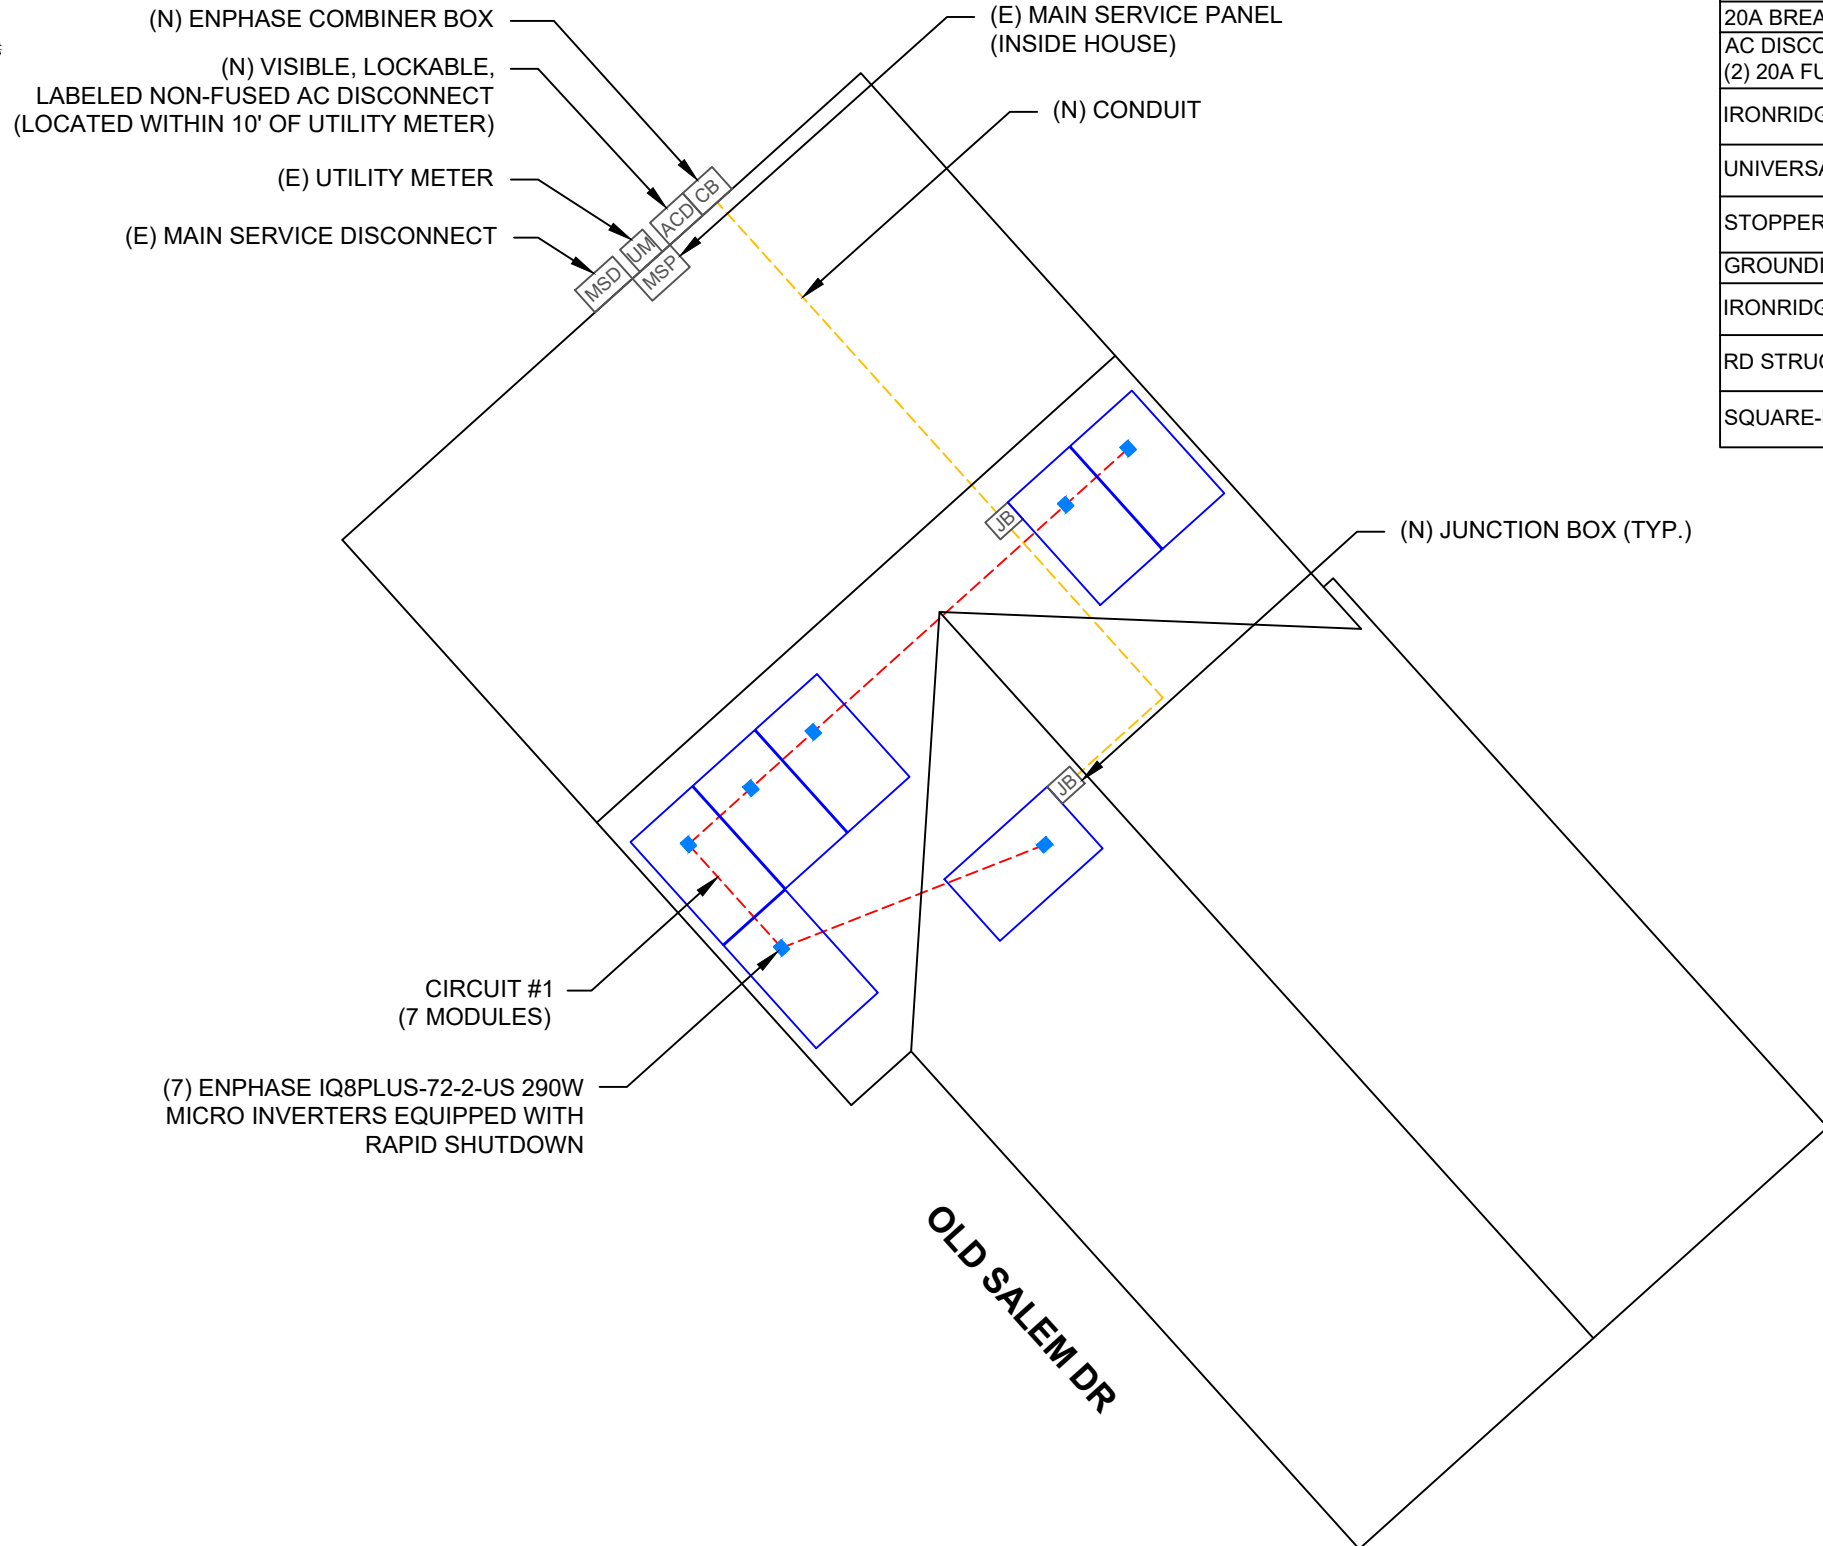 (N) ENPHASE COMBINER BOX
(N) VISIBLE, LOCKABLE,
LABELED NON-FUSED AC DISCONNECT
(LOCATED WITHIN 10' OF UTILITY METER)
(E) UTILITY METER
(E) MAIN SERVICE DISCONNECT
(E) MAIN SERVICE PANEL
(INSIDE HOUSE)
(N) CONDUIT
CB
ACD
UM
MSP
MSD
JB
(N) JUNCTION BOX (TYP.)
JB
CIRCUIT #1
(7 MODULES)
(7) ENPHASE IQ8PLUS-72-2-US 290W
MICRO INVERTERS EQUIPPED WITH
RAPID SHUTDOWN
OLD SALEM DR
20A BREA
AC DISCO
(2) 20A FU
IRONRIDG
UNIVERSA
STOPPER
GROUNDI
IRONRIDG
RD STRUC
SQUARE-